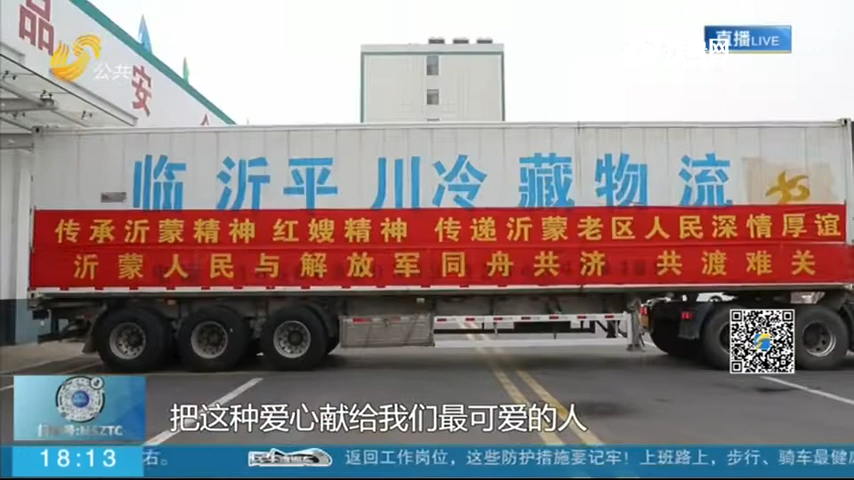 品
公共
安
直播LIVE
临沂平川冷藏物流
传承沂蒙精神 红嫂精神 传递沂蒙老区人民深情厚谊
沂蒙人民与解放军同舟共济 共渡难关
把这种爱心献给我们最可爱的人
18:13
右。 返回工作岗位，这些防护措施要记牢！上班路上，步行、骑车最健康